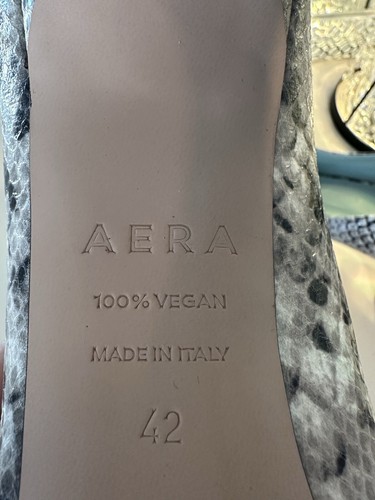 AERA
100% VEGAN
MADE IN ITALY
42